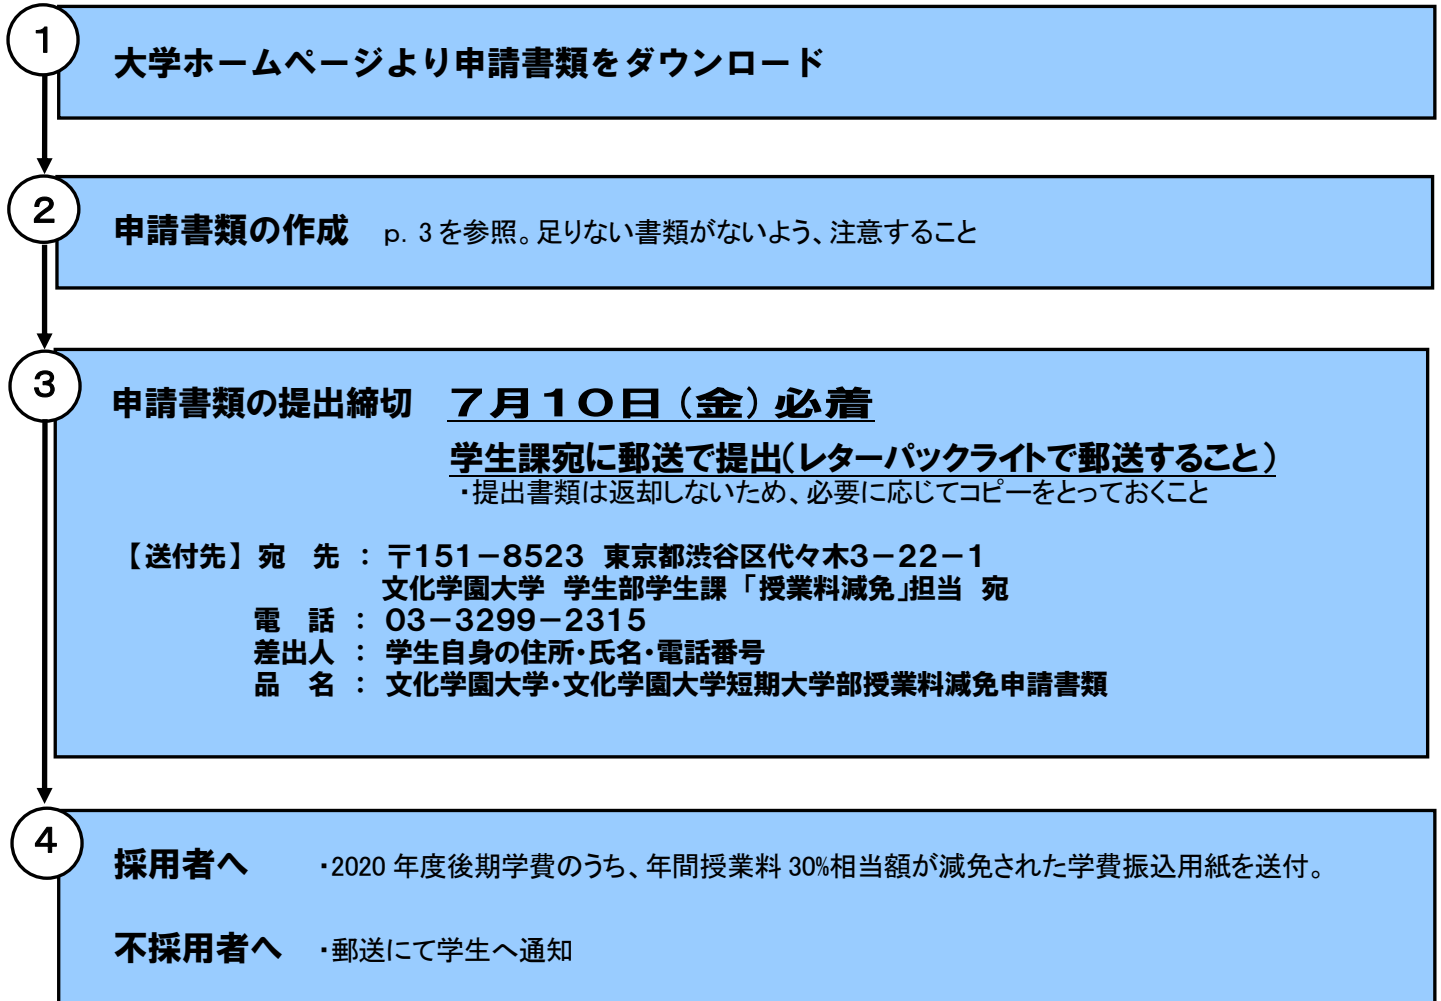 1
大学ホームページより申請書類をダウンロード
2
申請書類の作成 p. 3 を参照。足りない書類がないよう、注意すること
3
申請書類の提出締切 7月10日（金）必着
学生課宛に郵送で提出（レターパックライトで郵送すること）
・提出書類は返却しないため、必要に応じてコピーをとっておくこと
【送付先】 宛 先 ： 〒151－8523 東京都渋谷区代々木3－22－1
文化学園大学 学生部学生課 「授業料減免」担当 宛
電 話 ： 03－3299－2315
差出人 ： 学生自身の住所・氏名・電話番号
品 名 ： 文化学園大学・文化学園大学短期大学部授業料減免申請書類
4
採用者へ ・2020 年度後期学費のうち、年間授業料 30%相当額が減免された学費振込用紙を送付。
不採用者へ ・郵送にて学生へ通知